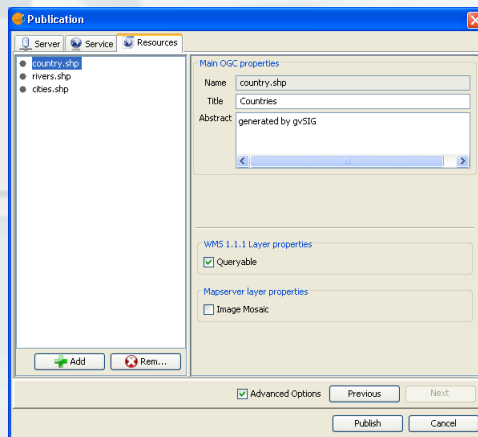 Publication
Server Service Resources
country.shp
rivers.shp
cities.shp
Main OGC properties
Name country.shp
Title Countries
Abstract generated by gvSIG
WMS 1.1.1 Layer properties
Queryable
Mapserver layer properties
Image Mosaic
Add Rem...
Advanced Options Previous Next
Publish Cancel